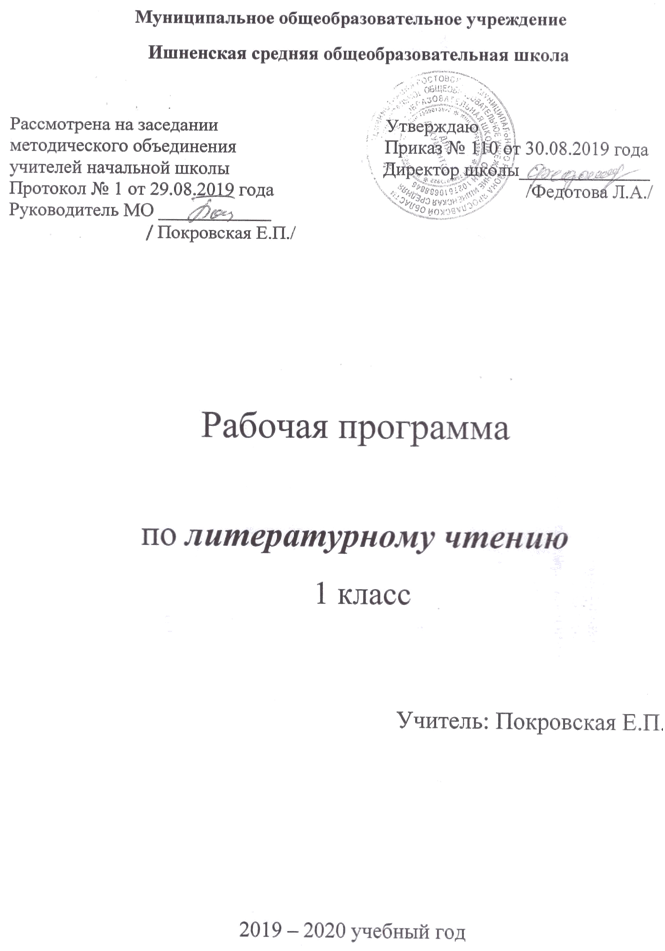 Муниципальное общеобразовательное учреждение
Ишненская средняя общеобразовательная школа
Рассмотрена на заседании
методического объединения
учителей начальной школы
Протокол № 1 от 29.08.2019 года
Руководитель МО
/ Покровская Е.П./
Утверждаю
Приказ № 110 от 30.08.2019 года
Директор школы
/Федотова Л.А./
Рабочая программа
по литературному чтению
1 класс
Учитель: Покровская Е.П.
2019 – 2020 учебный год